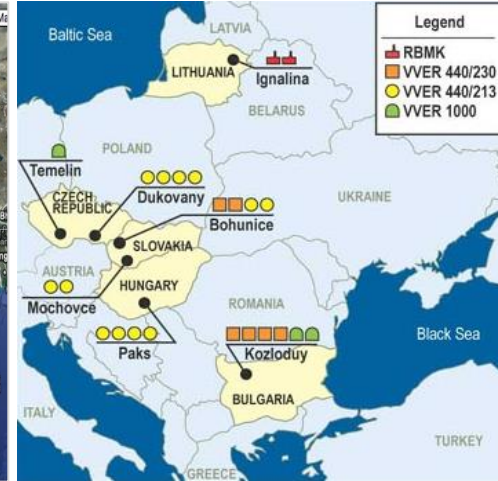 Baltic Sea
LATVIA
Legend
RBMK
VVER 440/230
VVER 440/213
VVER 1000
LITHUANIA
Ignalina
BELARUS
POLAND
Temelin
CZECH
REPUBLIC
Dukovany
UKRAINE
Bohunice
SLOVAKIA
AUSTRIA
HUNGARY
Mochovce
ROMANIA
Paks
Kozloduy
Black Sea
BULGARIA
ITALY
TURKEY
GREECE